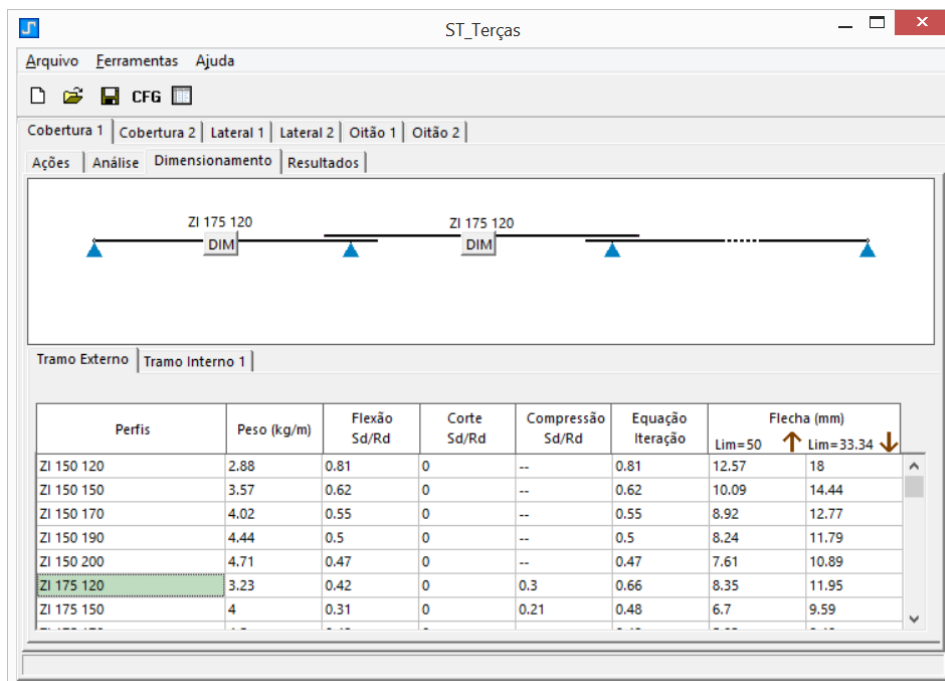 ST_Terças
Arquivo Ferramentas Ajuda
CFG
Cobertura 1 Cobertura 2 Lateral 1 Lateral 2 Oitão 1 Oitão 2
Ações Análise Dimensionamento Resultados
ZI 175 120 ZI 175 120
DIM DIM
Tramo Externo Tramo Interno 1
Perfis Peso (kg/m) Flexão Sd/Rd Corte Sd/Rd Compressão Sd/Rd Equação Iteração Flecha (mm)
Lim=50 Lim=33.34
ZI 150 120 2.88 0.81 0 -- 0.81 12.57 18
ZI 150 150 3.57 0.62 0 -- 0.62 10.09 14.44
ZI 150 170 4.02 0.55 0 -- 0.55 8.92 12.77
ZI 150 190 4.44 0.5 0 -- 0.5 8.24 11.79
ZI 150 200 4.71 0.47 0 -- 0.47 7.61 10.89
ZI 175 120 3.23 0.42 0 0.3 0.66 8.35 11.95
ZI 175 150 4 0.31 0 0.21 0.48 6.7 9.59